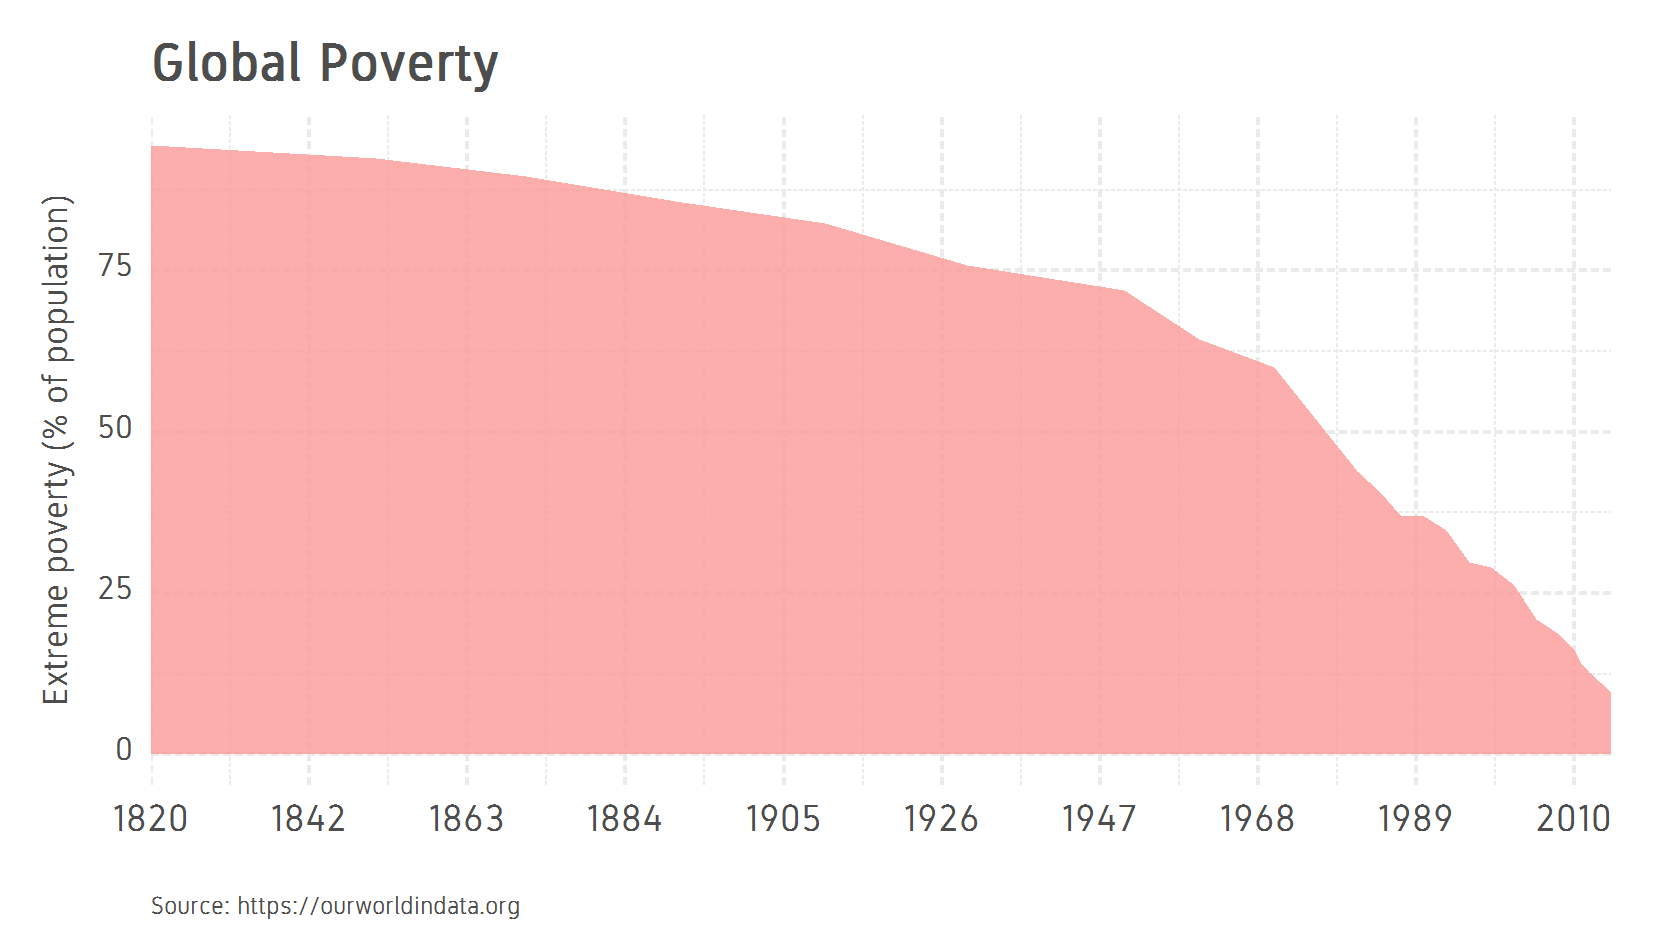 Global Poverty
Extreme poverty (% of population)
75
50
25
0
1820 1842 1863 1884 1905 1926 1947 1968 1989 2010
Source: https://ourworldindata.org